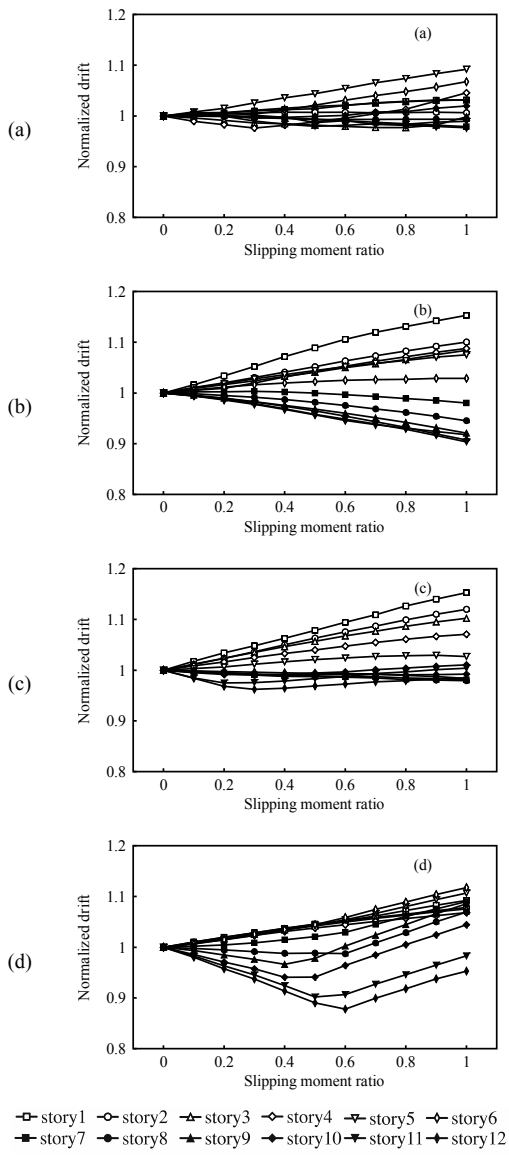 1.2
(a)
1.1
Normalized drift
(a)
1
0.9
0.8
0 0.2 0.4 0.6 0.8 1
Slipping moment ratio
1.2
(b)
1.1
Normalized drift
(b)
1
0.9
0.8
0 0.2 0.4 0.6 0.8 1
Slipping moment ratio
1.2
(c)
1.1
Normalized drift
(c)
1
0.9
0.8
0 0.2 0.4 0.6 0.8 1
Slipping moment ratio
1.2
(d)
1.1
Normalized drift
(d)
1
0.9
0.8
0 0.2 0.4 0.6 0.8 1
Slipping moment ratio
story1 story2 story3 story4 story5 story6
story7 story8 story9 story10 story11 story12